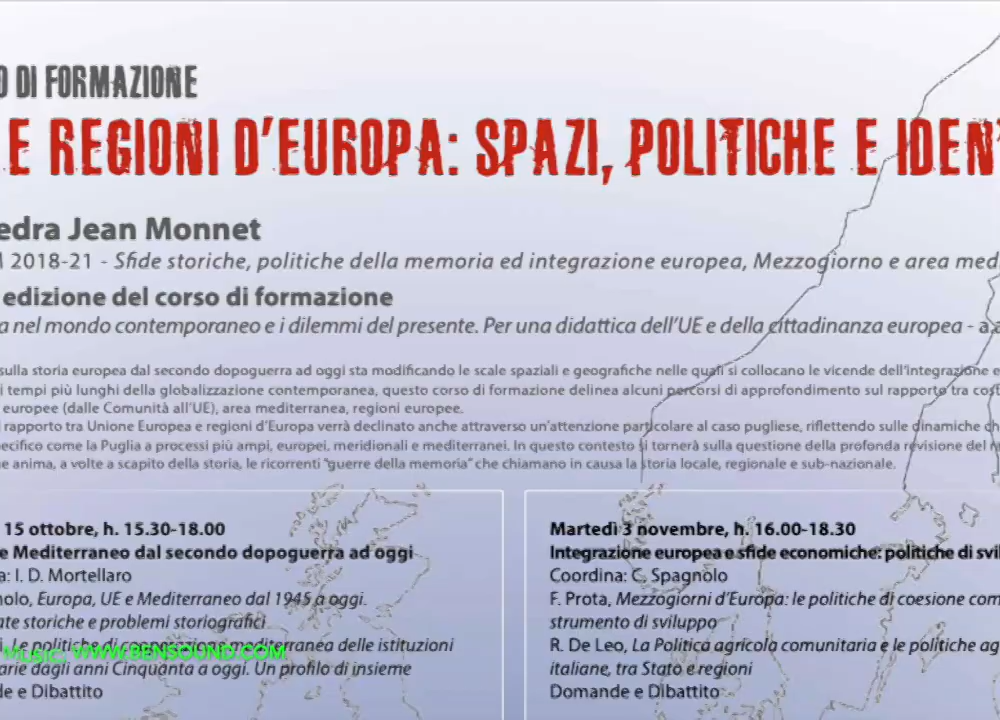 DI FORMAZIONE
E REGIONI D'EUROPA: SPAZI, POLITICHE E IDEN
edra Jean Monnet
2018-21 - Sfide storiche, politiche della memoria ed integrazione europea, Mezzogiorno e area med
edizione del corso di formazione
a nel mondo contemporaneo e i dilemmi del presente. Per una didattica dell'UE e della cittadinanza europea - a.a
sulla storia europea dal secondo dopoguerra ad oggi sta modificando le scale spaziali e geografiche nelle quali si collocano le vicende dell'integrazione e
i tempi più lunghi della globalizzazione contemporanea, questo corso di formazione delinea alcuni percorsi di approfondimento sul rapporto tra cost
europee (dalle Comunità all'UE), area mediterranea, regioni europee.
rapporto tra Unione Europea e regioni d'Europa verrà declinato anche attraverso un'attenzione particolare al caso pugliese, riflettendo sulle dinamiche ch
ecifico come la Puglia a processi più ampi, europei, meridionali e mediterranei. In questo contesto si tornerà sulla questione della profonda revisione del
e anima, a volte a scapito della storia, le ricorrenti "guerre della memoria" che chiamano in causa la storia locale, regionale e sub-nazionale.
15 ottobre, h. 15.30-18.00
e Mediterraneo dal secondo dopoguerra ad oggi
a: I. D. Mortellaro
nolo, Europa, UE e Mediterraneo dal 1945 a oggi.
ate storiche e problemi storiografici
i, Le politiche di cooperazione mediterranea delle istituzioni
Music: WWW.BENSOUND.COM
arie dagli anni Cinquanta a oggi. Un profilo di insieme
de e Dibattito
Martedì 3 novembre, h. 16.00-18.30
Integrazione europea e sfide economiche: politiche di svil
Coordina: C. Spagnolo
F. Prota, Mezzogiorni d'Europa: le politiche di coesione com
strumento di sviluppo
R. De Leo, La Politica agricola comunitaria e le politiche ag
italiane, tra Stato e regioni
Domande e Dibattito